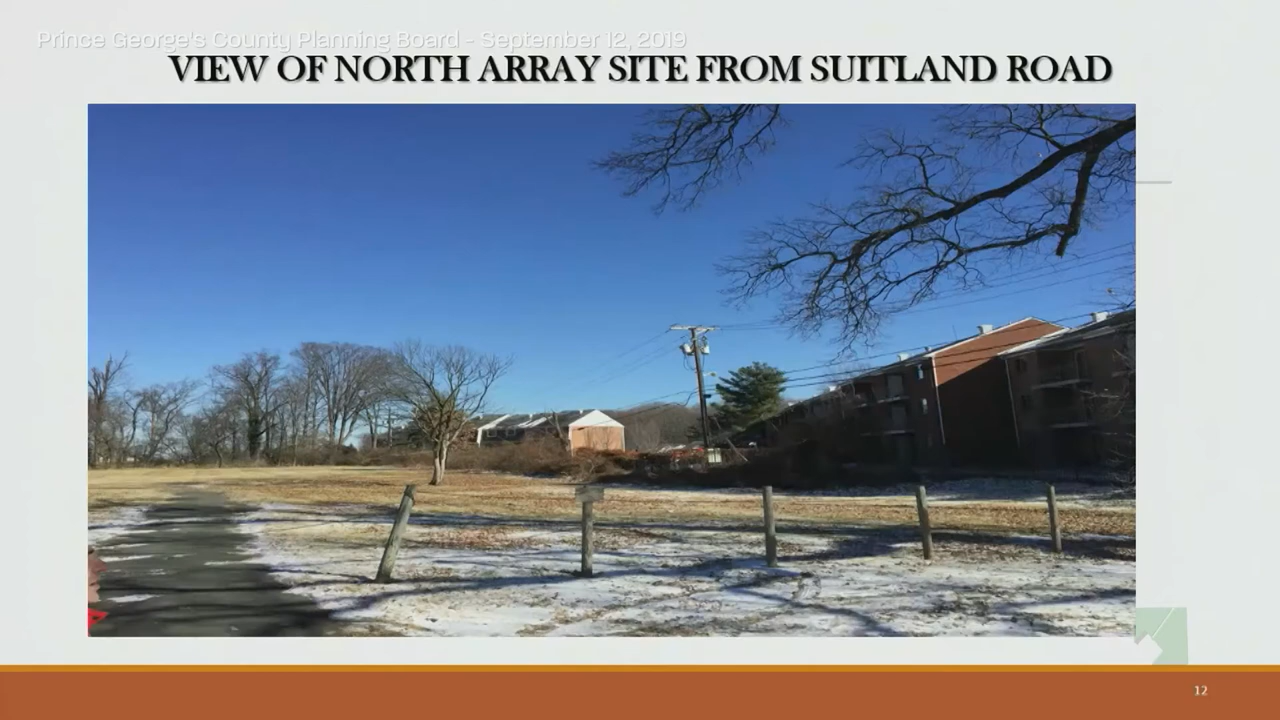 Prince George's County Planning Board - September 12, 2019
VIEW OF NORTH ARRAY SITE FROM SUITLAND ROAD
12